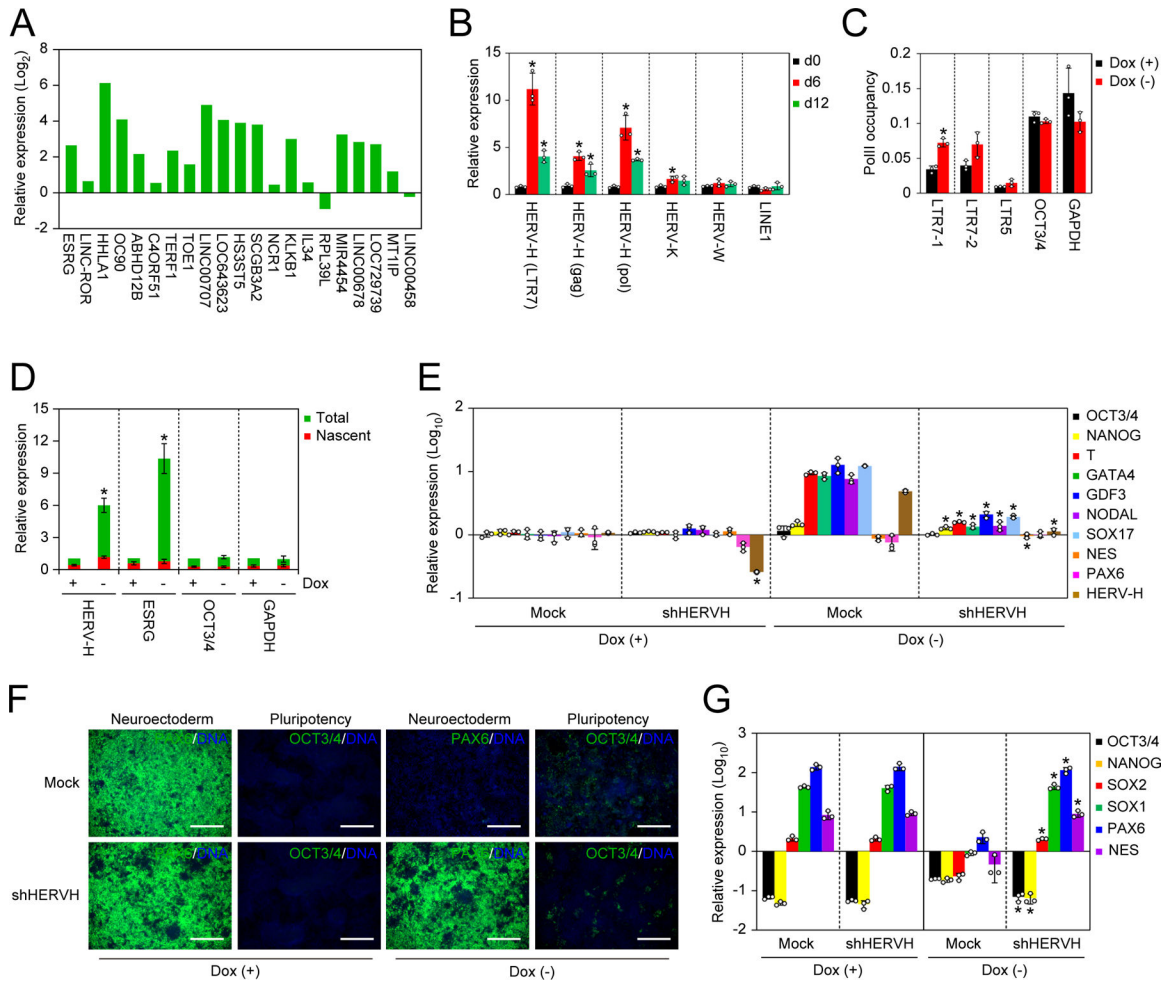 A
Relative expression (Log2)
8
6
4
2
0
-2
ESRG
LINC-ROR
HHLA1
OC90
ABHD12B
C4ORF51
TERF1
TOE1
LINC00707
LOC643623
HS3ST5
SCGB3A2
NCR1
KLKB1
IL34
RPL39L
MIR4454
LINC00678
LOC729739
MT1IP
LINC00458
B
Relative expression
15
10
5
0
* * * * * * *
d0
d6
d12
HERV-H (LTR7)
HERV-H (gag)
HERV-H (pol)
HERV-K
HERV-W
LINE1
C
PolII occupancy
0.2
0.15
0.1
0.05
0
*
Dox (+)
Dox (-)
LTR7-1
LTR7-2
LTR5
OCT3/4
GAPDH
D
Relative expression
15
12
9
6
3
0
* *
Total
Nascent
+ - + - + - + - Dox
HERV-H
ESRG
OCT3/4
GAPDH
E
Relative expression (Log10)
2
1
0
-1
* * * * * * * * * *
OCT3/4
NANOG
T
GATA4
GDF3
NODAL
SOX17
NES
PAX6
HERV-H
Mock shHERVH Mock shHERVH
Dox (+) Dox (-)
F
Neuroectoderm Pluripotency Neuroectoderm Pluripotency
Mock
/DNA OCT3/4/DNA PAX6/DNA OCT3/4/DNA
shHERVH
/DNA OCT3/4/DNA /DNA OCT3/4/DNA
Dox (+) Dox (-)
G
Relative expression (Log10)
3
2
1
0
-1
-2
* * * * * *
OCT3/4
NANOG
SOX2
SOX1
PAX6
NES
Mock shHERVH Mock shHERVH
Dox (+) Dox (-)